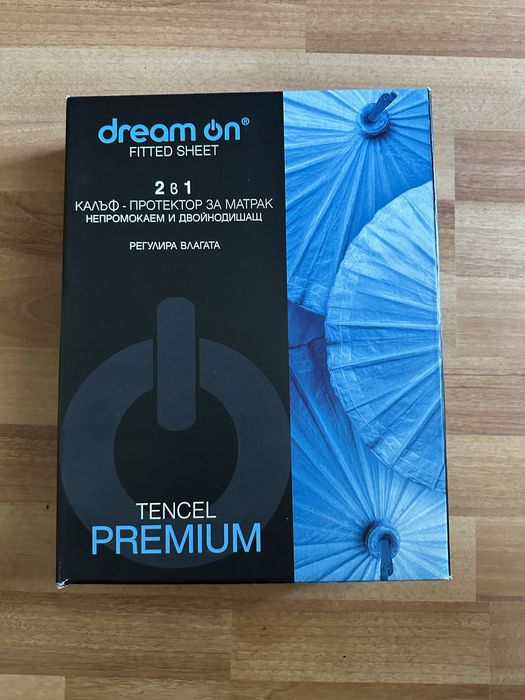 dream on®
FITTED SHEET
2 в 1
КАЛЪФ - ПРОТЕКТОР ЗА МАТРАК
НЕПРОМОКАЕМ И ДВОЙНОДИШАЩ
РЕГУЛИРА ВЛАГАТА
TENCEL
PREMIUM